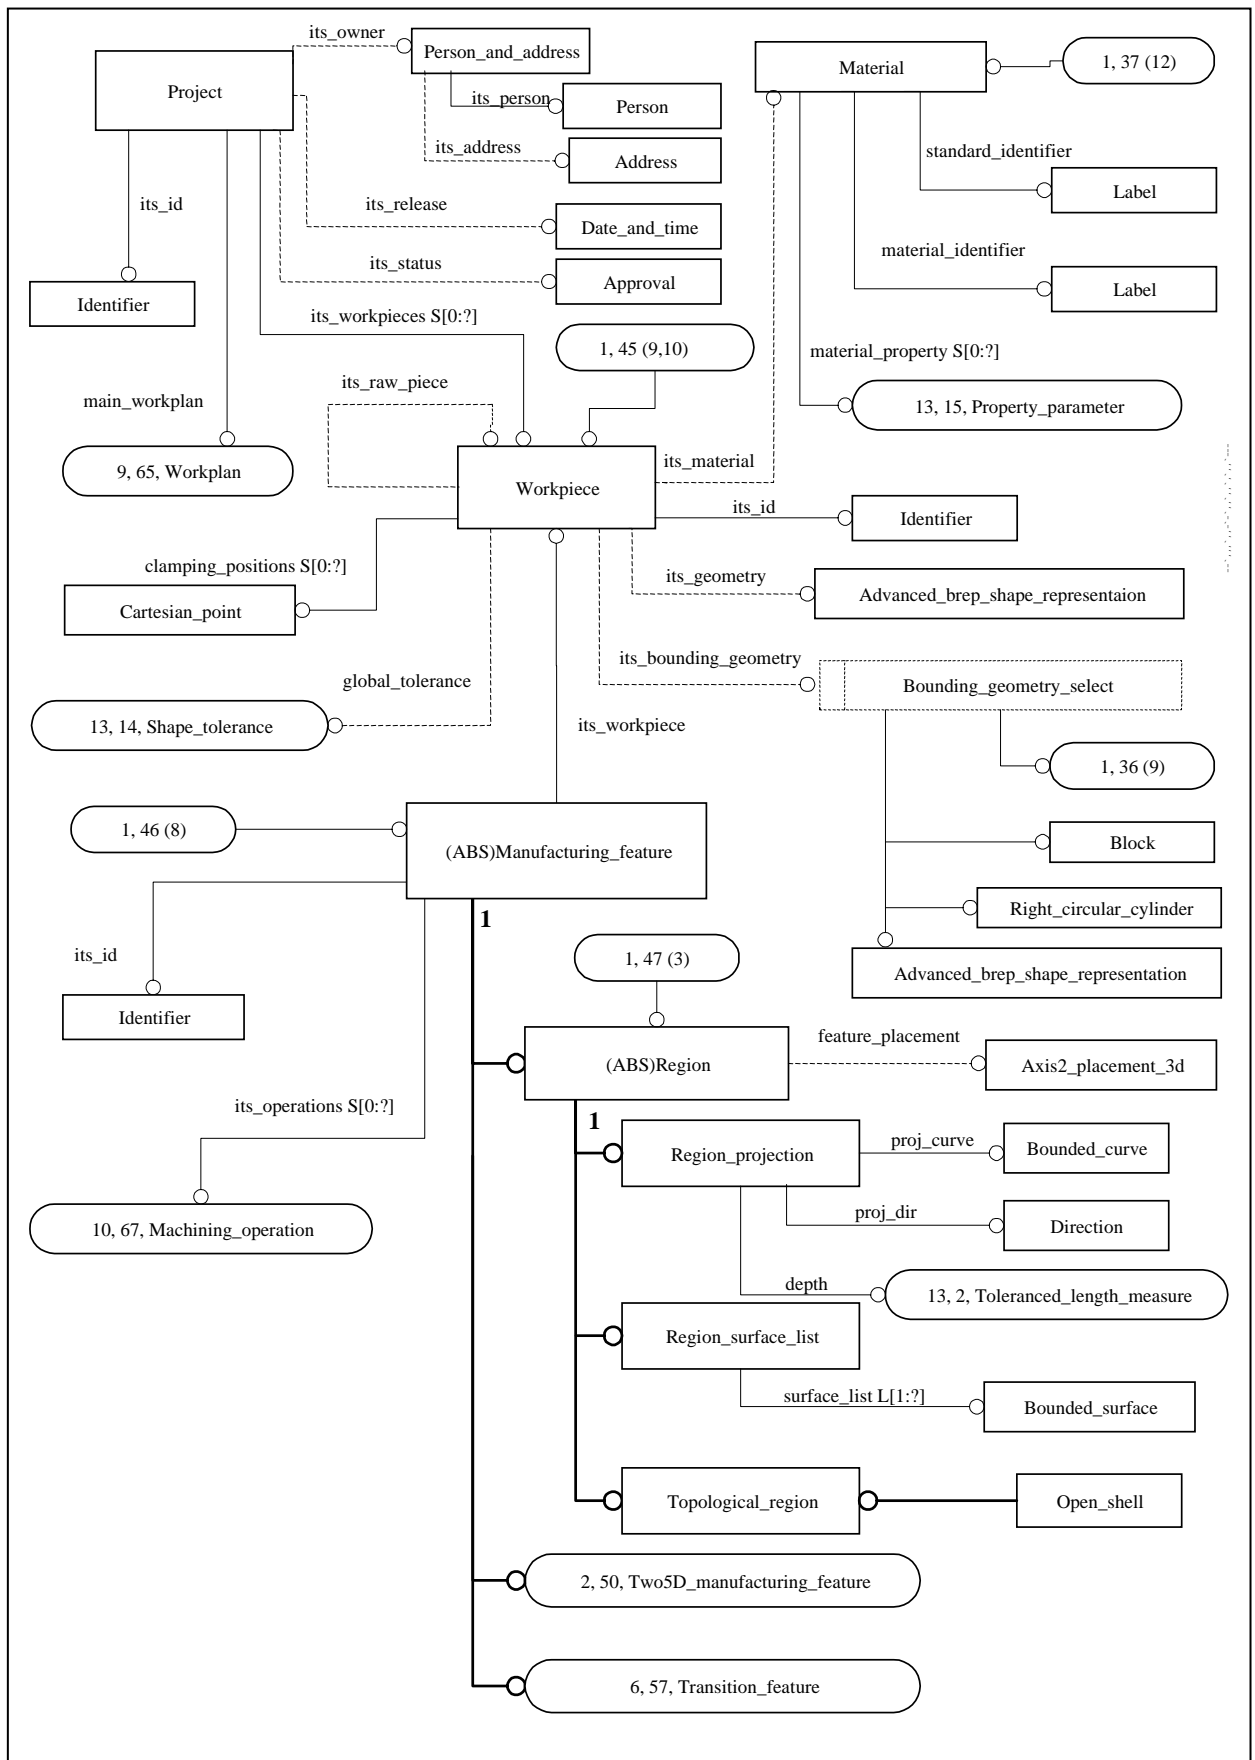 its_owner
Person_and_address
Project
Material
1, 37 (12)
its_person
Person
its_address
Address
standard_identifier
Label
its_id
its_release
Date_and_time
its_status
Approval
material_identifier
Label
Identifier
its_workpieces S[0:?]
1, 45 (9,10)
material_property S[0:?]
its_raw_piece
main_workplan
13, 15, Property_parameter
9, 65, Workplan
its_material
Workpiece
its_id
Identifier
clamping_positions S[0:?]
its_geometry
Advanced_brep_shape_representaion
Cartesian_point
its_bounding_geometry
Bounding_geometry_select
global_tolerance
13, 14, Shape_tolerance
its_workpiece
1, 36 (9)
1, 46 (8)
(ABS)Manufacturing_feature
Block
1
Right_circular_cylinder
its_id
1, 47 (3)
Advanced_brep_shape_representation
Identifier
feature_placement
(ABS)Region
Axis2_placement_3d
its_operations S[0:?]
1
Region_projection
proj_curve
Bounded_curve
proj_dir
Direction
10, 67, Machining_operation
depth
13, 2, Toleranced_length_measure
Region_surface_list
surface_list L[1:?]
Bounded_surface
Topological_region
Open_shell
2, 50, Two5D_manufacturing_feature
6, 57, Transition_feature